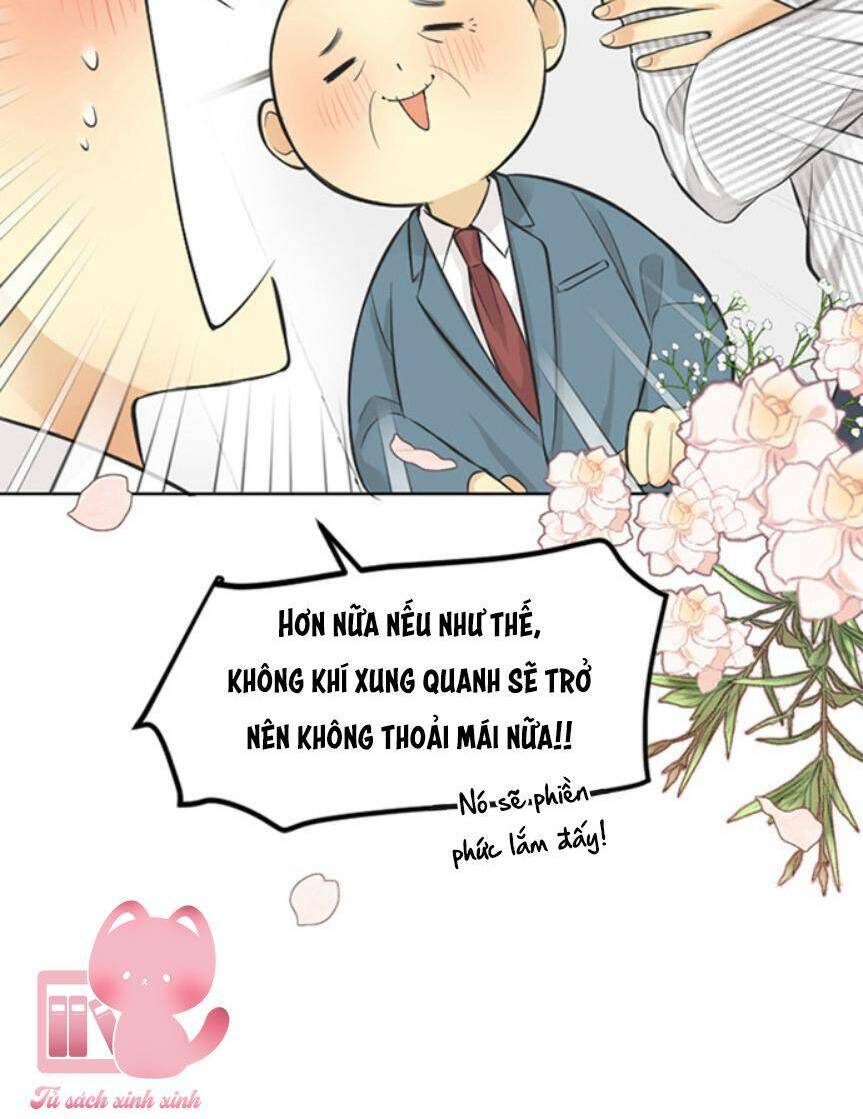 HƠN NỮA NẾU NHƯ THẾ,
KHÔNG KHÍ XUNG QUANH SẼ TRỞ
NÊN KHÔNG THOẢI MÁI NỮA!!
Nó sẽ phiền
phức lắm đấy!
Tủ sách xinh xinh